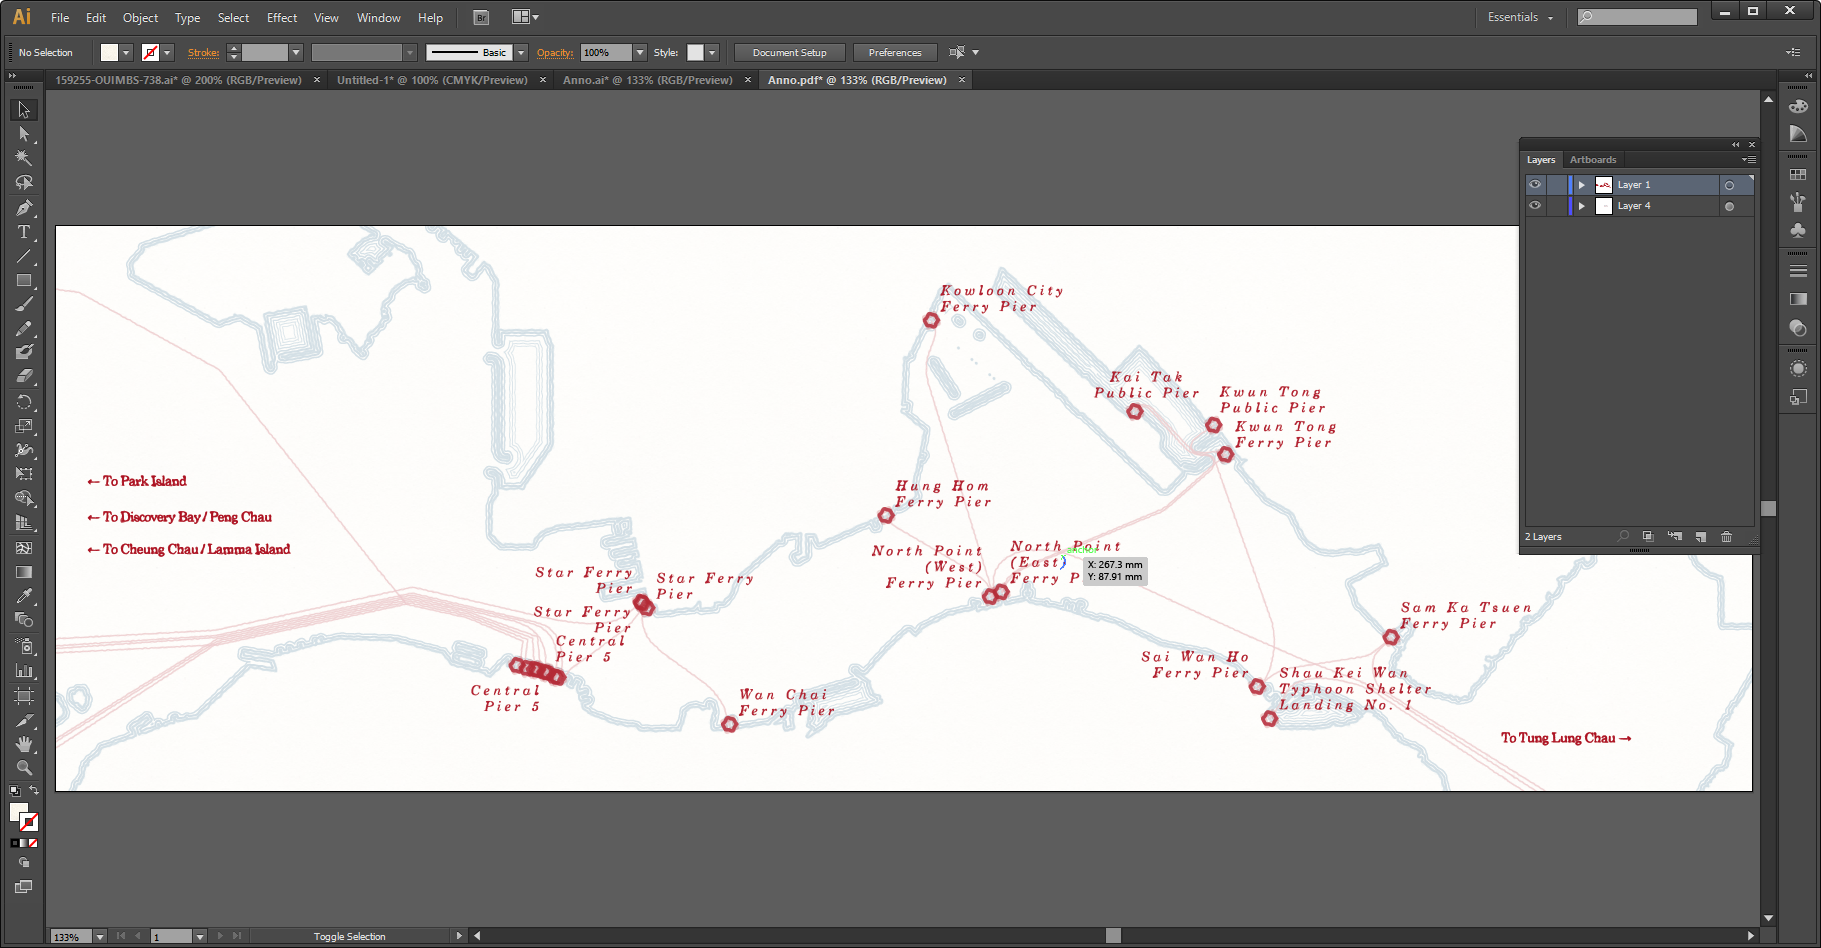 Ai File Edit Object Type Select Effect View Window Help Br Essentials
No Selection Stroke: Basic Opacity: 100% Style: Document Setup Preferences
159255-OUIMBS-738.ai* @ 200% (RGB/Preview) × Untitled-1* @ 100% (CMYK/Preview) × Anno.ai* @ 133% (RGB/Preview) × Anno.pdf* @ 133% (RGB/Preview) ×
Layers Artboards
Layer 1
Layer 4
2 Layers
Kowloon City
Ferry Pier
Kai Tak
Public Pier
Kwun Tong
Public Pier
Kwun Tong
Ferry Pier
← To Park Island
← To Discovery Bay / Peng Chau
← To Cheung Chau / Lamma Island
Hung Hom
Ferry Pier
North Point
(West)
Ferry Pier
North Point
(East)
Ferry P
anchor
X: 267.3 mm
Y: 87.91 mm
Star Ferry
Pier
Star Ferry
Pier
Star Ferry
Pier
Central
Pier 5
Central
Pier 5
Wan Chai
Ferry Pier
Sam Ka Tsuen
Ferry Pier
Sai Wan Ho
Ferry Pier
Shau Kei Wan
Typhoon Shelter
Landing No. 1
To Tung Lung Chau →
133% 1 Toggle Selection